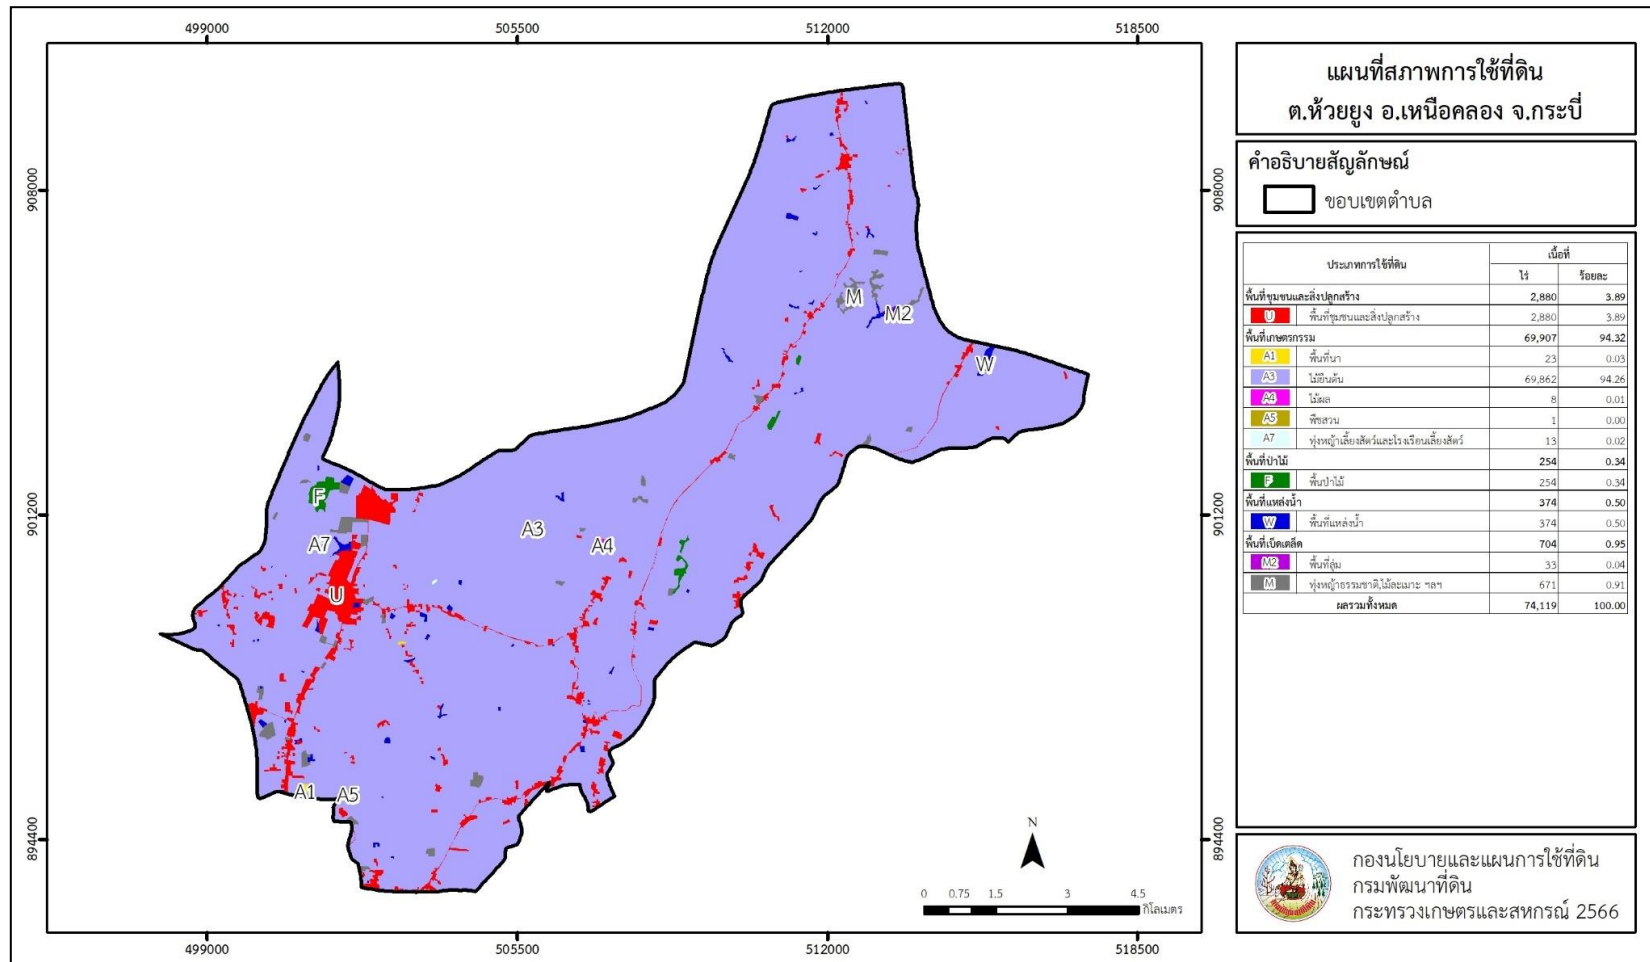 499000 505500 512000 518500
908000 908000
901200 901200
894400 894400
M
M2
W
F
A3
A7
A4
U
A1
A5
N
0 0.75 1.5 3 4.5
กิโลเมตร
499000 505500 512000 518500
แผนที่สภาพการใช้ที่ดิน
ต.ห้วยยูง อ.เหนือคลอง จ.กระบี่
คำอธิบายสัญลักษณ์
ขอบเขตตำบล
ประเภทการใช้ที่ดิน เนื้อที่
ไร่ ร้อยละ
พื้นที่ชุมชนและสิ่งปลูกสร้าง 2,880 3.89
U พื้นที่ชุมชนและสิ่งปลูกสร้าง 2,880 3.89
พื้นที่เกษตรกรรม 69,907 94.32
A1 พื้นที่นา 23 0.03
A3 ไม้ยืนต้น 69,862 94.26
A4 ไม้ผล 8 0.01
A5 พืชสวน 1 0.00
A7 ทุ่งหญ้าเลี้ยงสัตว์และโรงเรือนเลี้ยงสัตว์ 13 0.02
พื้นที่ป่าไม้ 254 0.34
F พื้นป่าไม้ 254 0.34
พื้นที่แหล่งน้ำ 374 0.50
W พื้นที่แหล่งน้ำ 374 0.50
พื้นที่เบ็ดเตล็ด 704 0.95
M2 พื้นที่ลุ่ม 33 0.04
M ทุ่งหญ้าธรรมชาติ,ไม้ละเมาะ ฯลฯ 671 0.91
ผลรวมทั้งหมด 74,119 100.00
กองนโยบายและแผนการใช้ที่ดิน
กรมพัฒนาที่ดิน
กระทรวงเกษตรและสหกรณ์ 2566